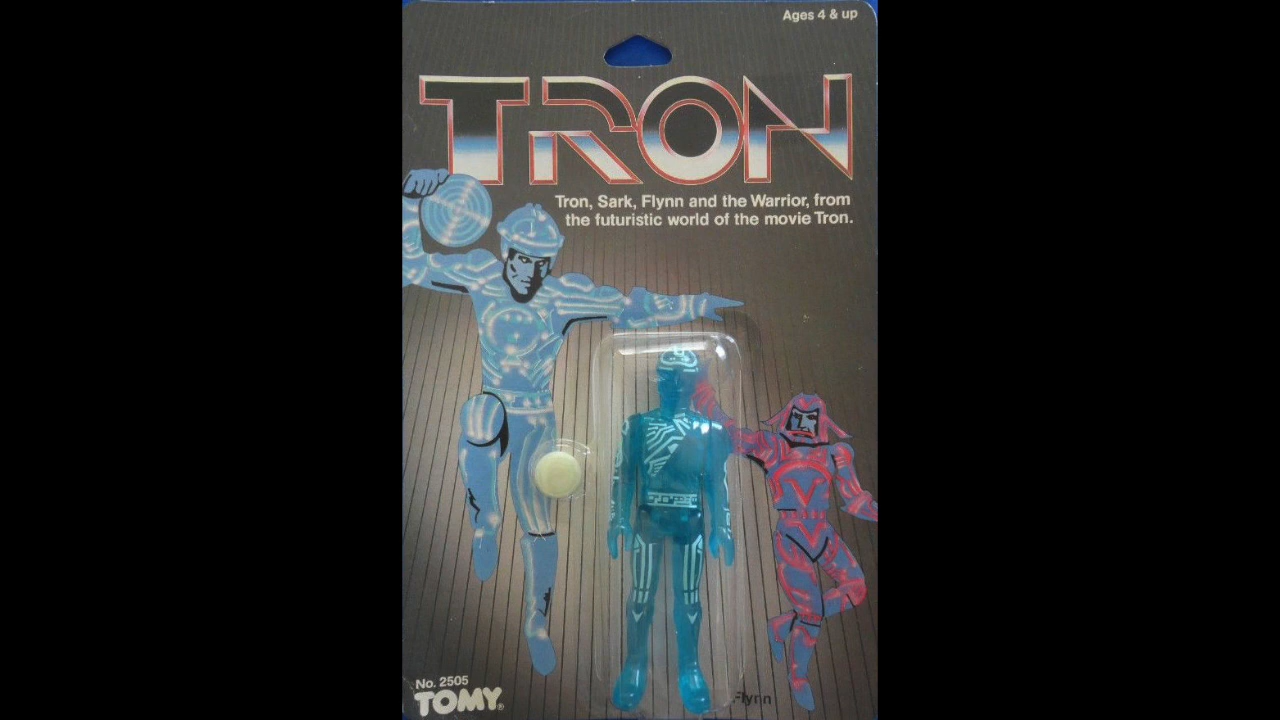 Ages 4 & up
TRON
Tron, Sark, Flynn and the Warrior, from
the futuristic world of the movie Tron.
No. 2505
TOMY®
Flynn